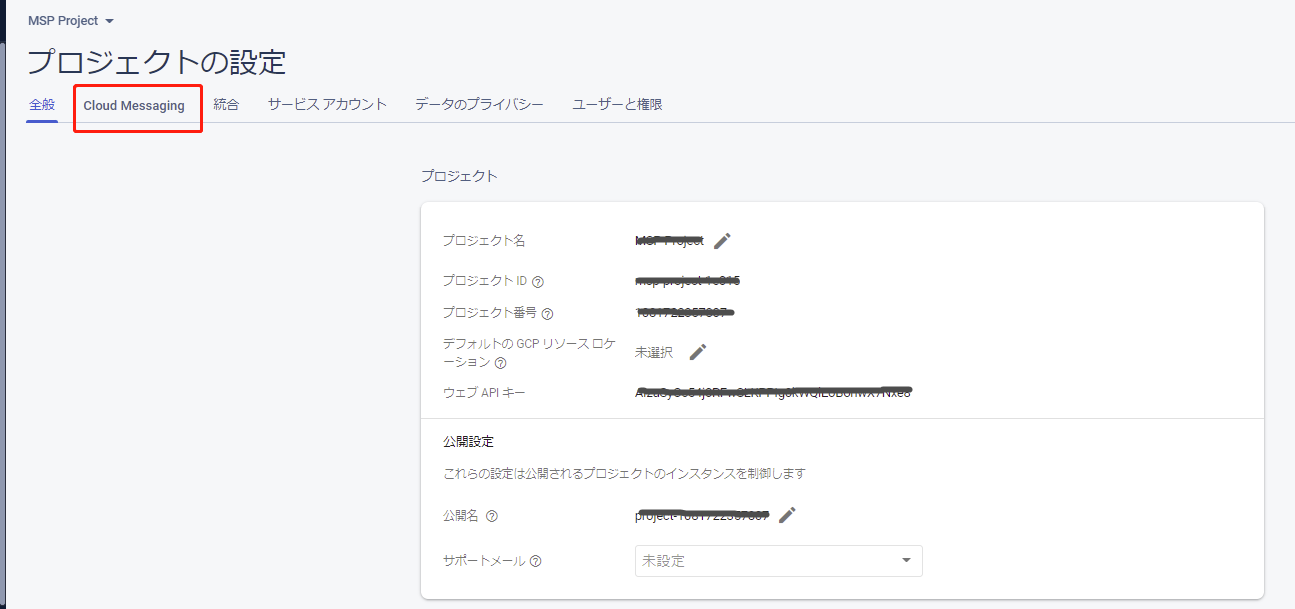 MSP Project
プロジェクトの設定
全般 Cloud Messaging 統合 サービス アカウント データのプライバシー ユーザーと権限
プロジェクト
プロジェクト名
プロジェクト ID
プロジェクト番号
デフォルトの GCP リソース ロケ
ーション
未選択
ウェブ API キー
公開設定
これらの設定は公開されるプロジェクトのインスタンスを制御します
公開名
サポートメール 未設定